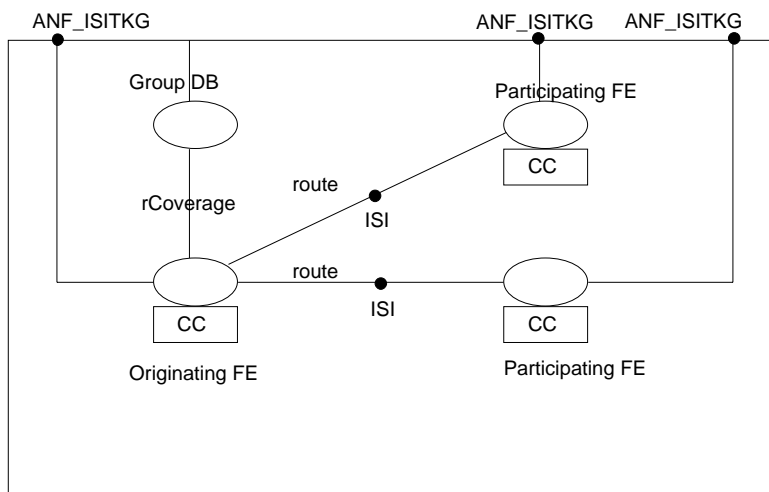 ANF_ISITKG
ANF_ISITKG
ANF_ISITKG
Group DB
Participating FE
CC
route
rCoverage
ISI
route
ISI
CC
CC
Originating FE
Participating FE